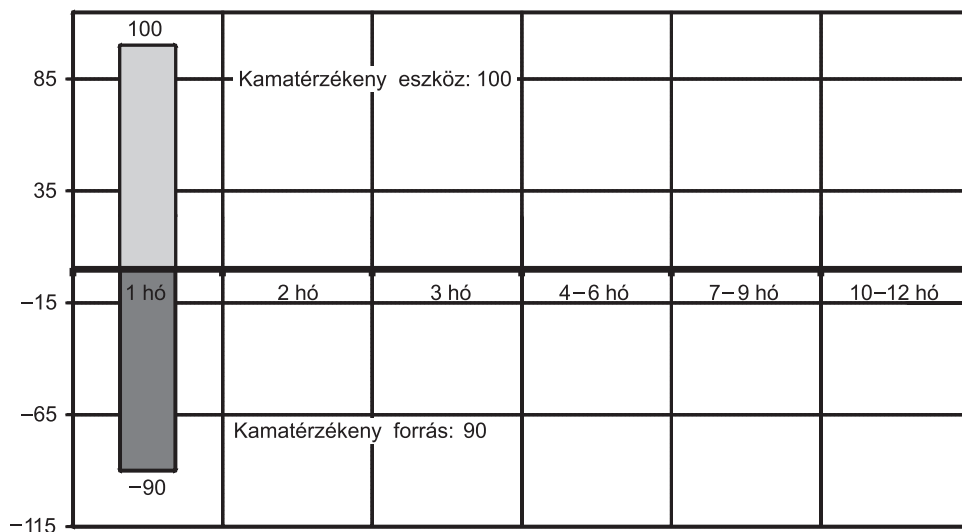 100
85
Kamatérzékeny eszköz: 100
35
1 hó
2 hó
3 hó
4–6 hó
7–9 hó
10–12 hó
–15
–65
Kamatérzékeny forrás: 90
–90
–115